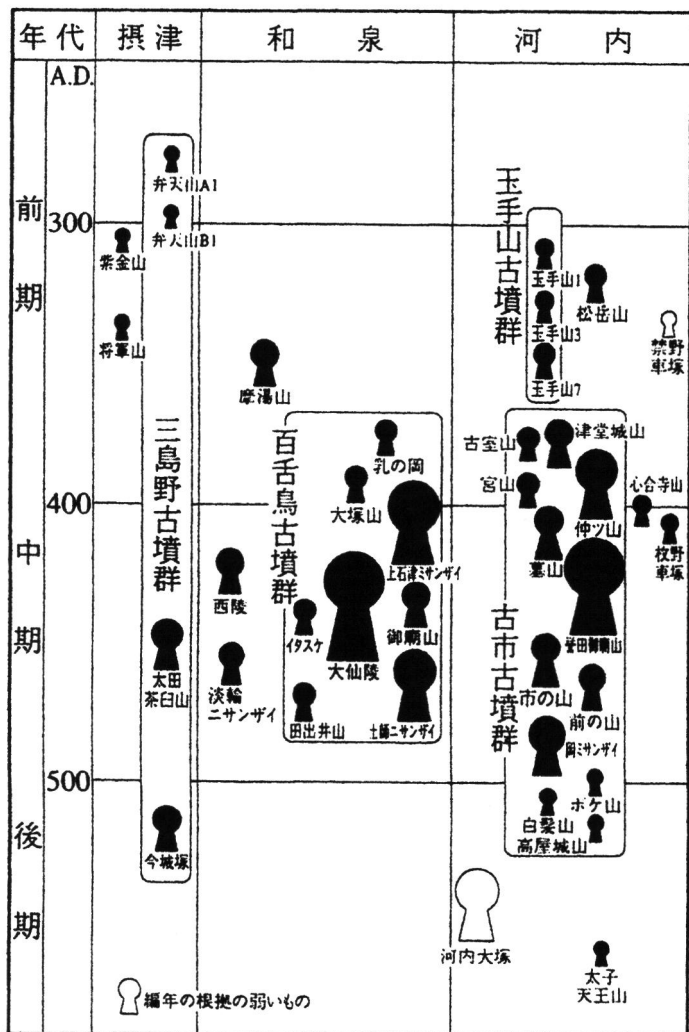 年代
摂津
和泉
河内
A.D.
前期
中期
後期
300
400
500
弁天山A1
弁天山B1
紫金山
将軍山
三島野古墳群
太田
茶臼山
今城塚
摩湯山
西陵
淡輪
ニサンザイ
百舌鳥古墳群
乳の岡
大塚山
上石津ミサンザイ
イタスケ
御廟山
大仙陵
田出井山
土師ニサンザイ
玉手山古墳群
玉手山1
玉手山3
玉手山7
松岳山
禁野
車塚
古市古墳群
古室山
津堂城山
宮山
仲ツ山
墓山
心合寺山
枚野
車塚
誉田御廟山
市の山
前の山
岡ミサンザイ
ボケ山
白髪山
高屋城山
河内大塚
太子
天王山
編年の根拠の弱いもの